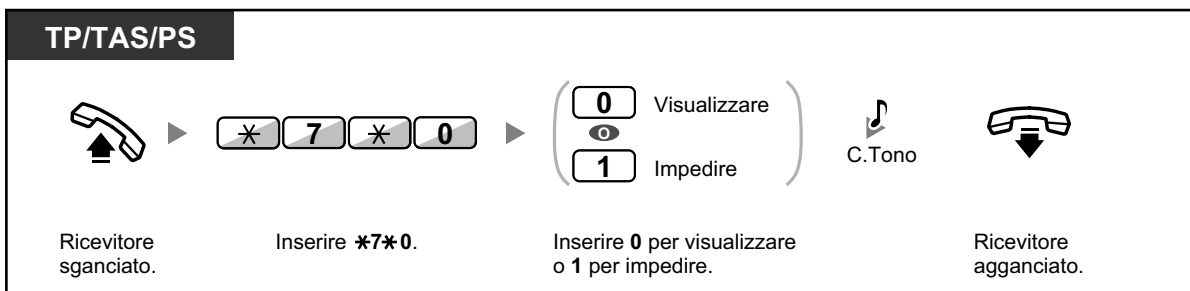 TP/TAS/PS
* 7 * 0
0 Visualizzare
O
1 Impedire
C.Tono
Ricevitore
sganciato.
Inserire *7*0.
Inserire 0 per visualizzare
o 1 per impedire.
Ricevitore
agganciato.